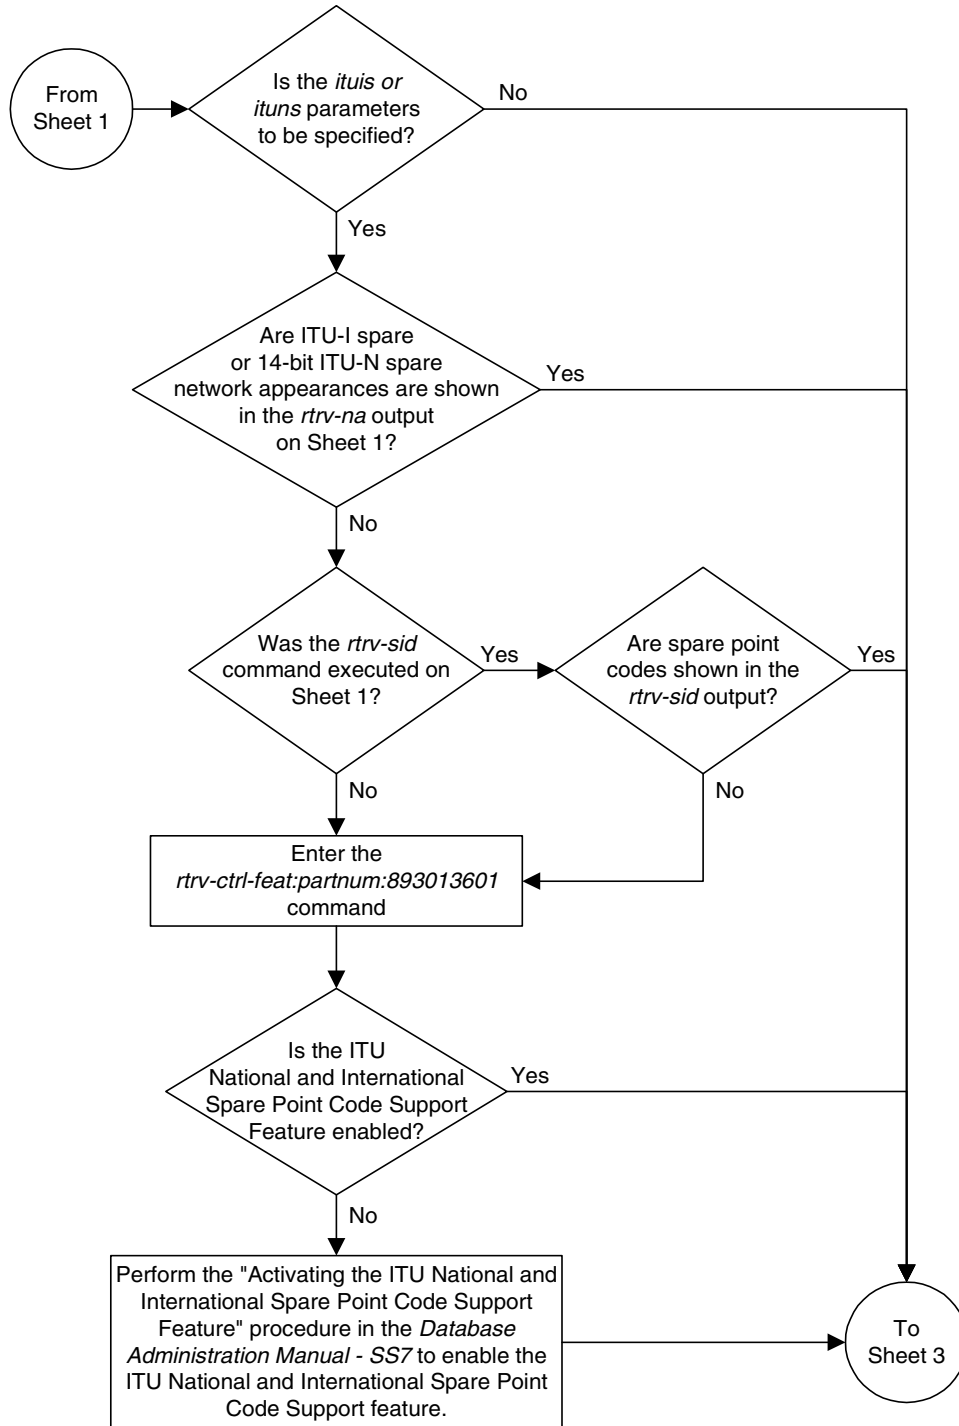 From
Sheet 1
Is the ituis or
ituns parameters
to be specified?
No
Yes
Are ITU-I spare
or 14-bit ITU-N spare
network appearances are shown
in the rtrv-na output
on Sheet 1?
Yes
No
Was the rtrv-sid
command executed on
Sheet 1?
Yes
Are spare point
codes shown in the
rtrv-sid output?
Yes
No
No
Enter the
rtrv-ctrl-feat:partnum:893013601
command
Is the ITU
National and International
Spare Point Code Support
Feature enabled?
Yes
No
Perform the "Activating the ITU National and
International Spare Point Code Support
Feature" procedure in the Database
Administration Manual - SS7 to enable the
ITU National and International Spare Point
Code Support feature.
To
Sheet 3